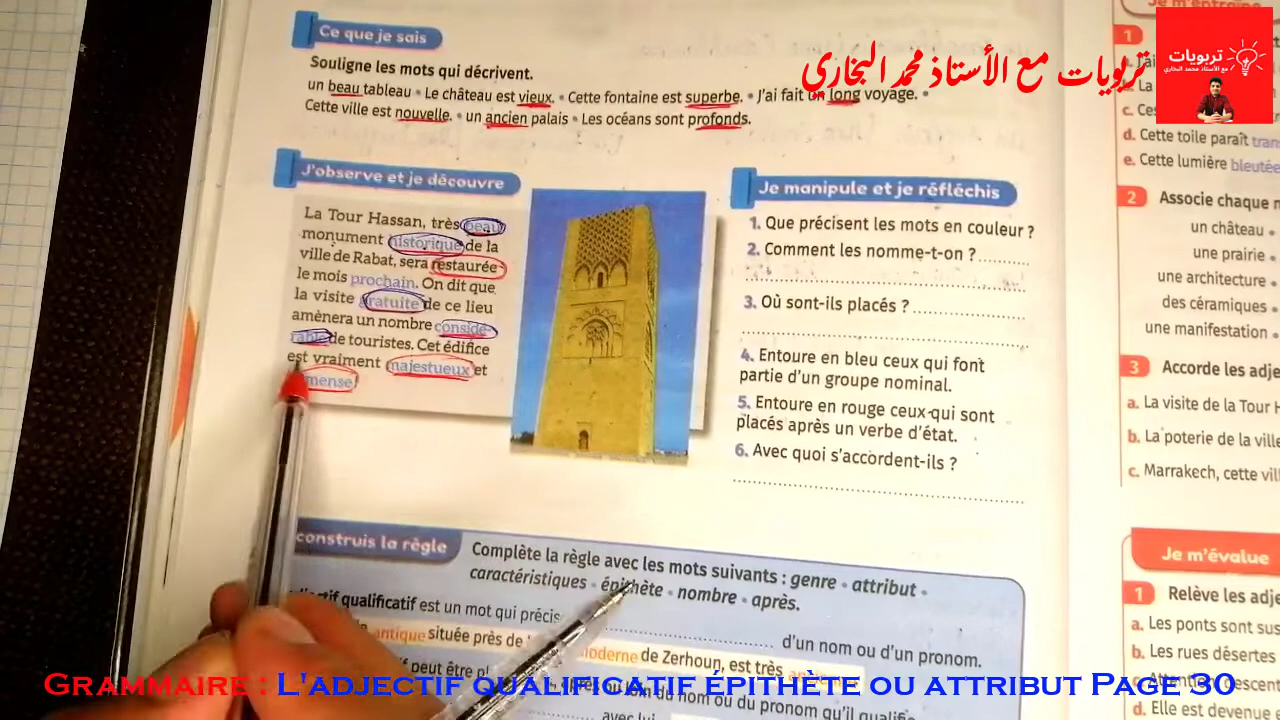 Ce que je sais
Souligne les mots qui décrivent.
un beau tableau • Le château est vieux. • Cette fontaine est superbe. • J'ai fait un long voyage. •
Cette ville est nouvelle. • un ancien palais • Les océans sont profonds.
تربويات مع الأستاذ محمد البخاري
تربويات
مع الأستاذ محمد البخاري
J'observe et je découvre
La Tour Hassan, très beau
monument historique de la
ville de Rabat, sera restaurée
le mois prochain. On dit que
la visite gratuite de ce lieu
amènera un nombre considé-
rable de touristes. Cet édifice
est vraiment majestueux et
mense
Je manipule et je réfléchis
1. Que précisent les mots en couleur ?
2. Comment les nomme-t-on ?
3. Où sont-ils placés ?
4. Entoure en bleu ceux qui font
partie d'un groupe nominal.
5. Entoure en rouge ceux qui sont
placés après un verbe d'état.
6. Avec quoi s'accordent-ils ?
construis la règle
Complète la règle avec les mots suivants : genre • attribut •
caractéristiques • épithète • nombre • après.
qualificatif est un mot qui précis d'un nom ou d'un pronom.
antique située près de moderne de Zerhoun, est très
peut être du nom ou du pronom qu'il
avec lui
Je m'entraîne
1
c. Ces
d. Cette toile paraît tran
e. Cette lumière bleutée
2 Associe chaque
un château •
une prairie •
une architecture •
des céramiques •
une manifestation •
3 Accorde les adje
a. La visite de la Tour H
b. La poterie de la ville
c. Marrakech, cette vil
Je m'évalue
1 Relève les adje
a. Les ponts sont sus
b. Les rues désertes
d. Elle est devenue
Grammaire : L'adjectif qualificatif épithète ou attribut Page 30